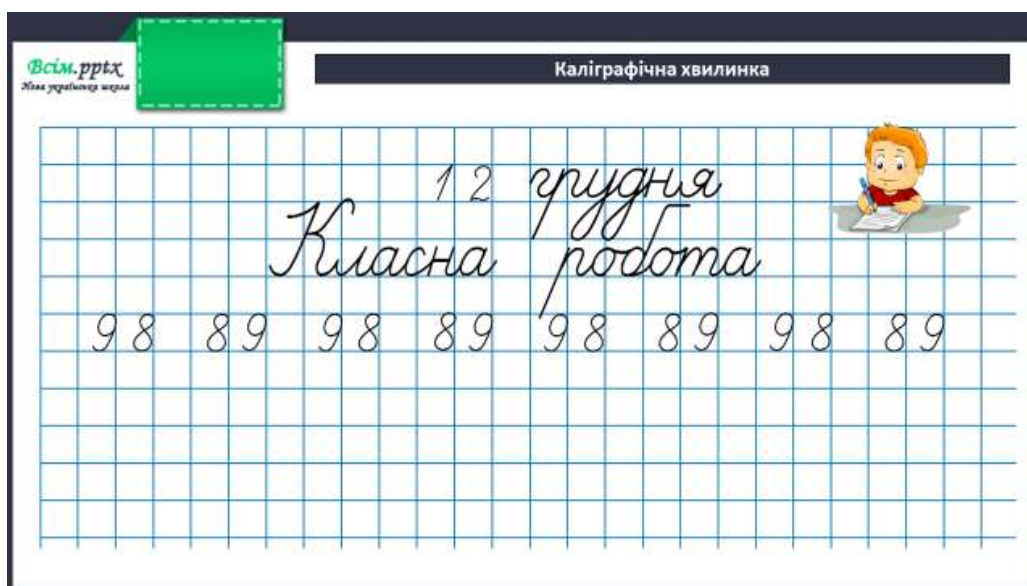 Всім.pptx
Нова українська школа
Каліграфічна хвилинка
12 грудня
Класна робота
98 89 98 89 98 89 98 89